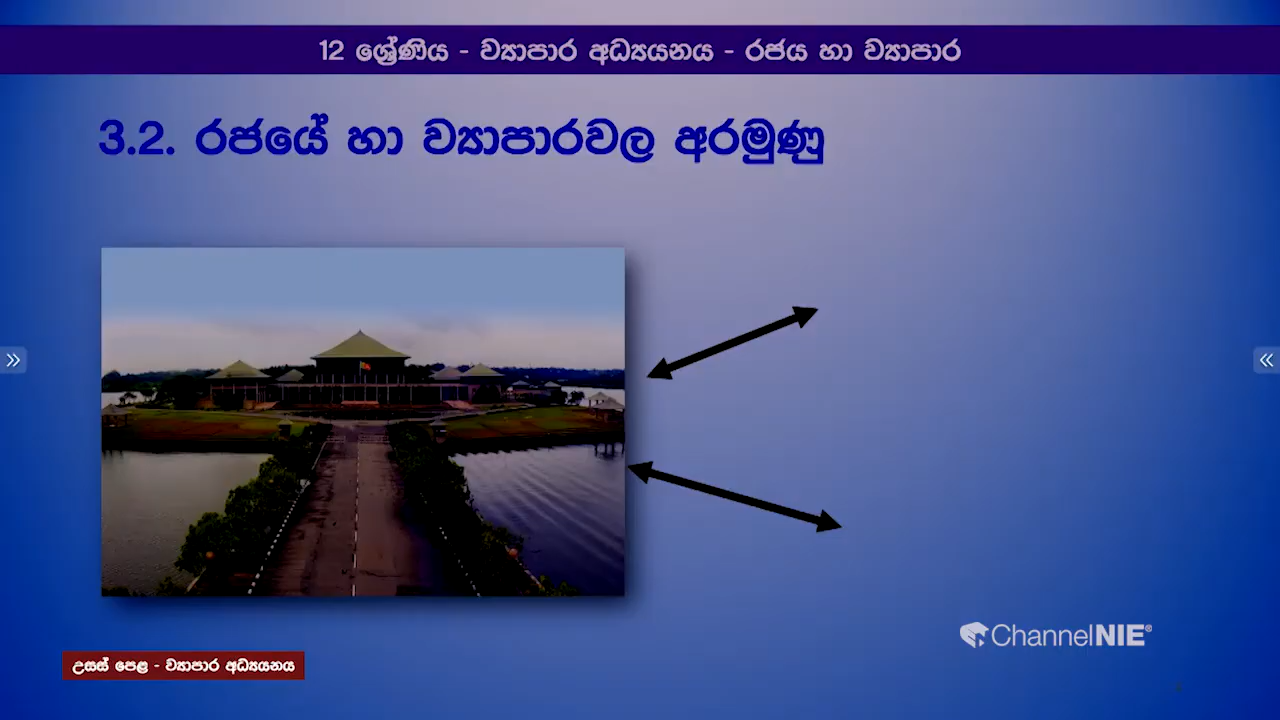 12 ශ්‍රේණිය - ව්‍යාපාර අධ්‍යයනය - රජය හා ව්‍යාපාර
3.2. රජයේ හා ව්‍යාපාරවල අරමුණු
ChannelNIE®
උසස් පෙළ - ව්‍යාපාර අධ්‍යයනය